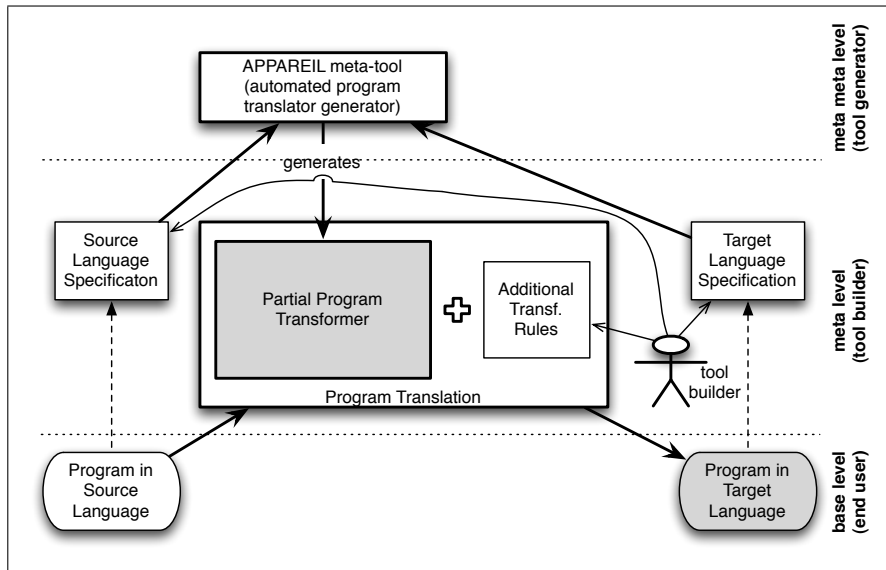 APPAREIL meta-tool
(automated program
translator generator)
meta meta level
(tool generator)
generates
Source
Language
Specificaton
Target
Language
Specification
Partial Program
Transformer
Additional
Transf.
Rules
meta level
(tool builder)
tool
builder
Program Translation
Program in
Source
Language
Program in
Target
Language
base level
(end user)